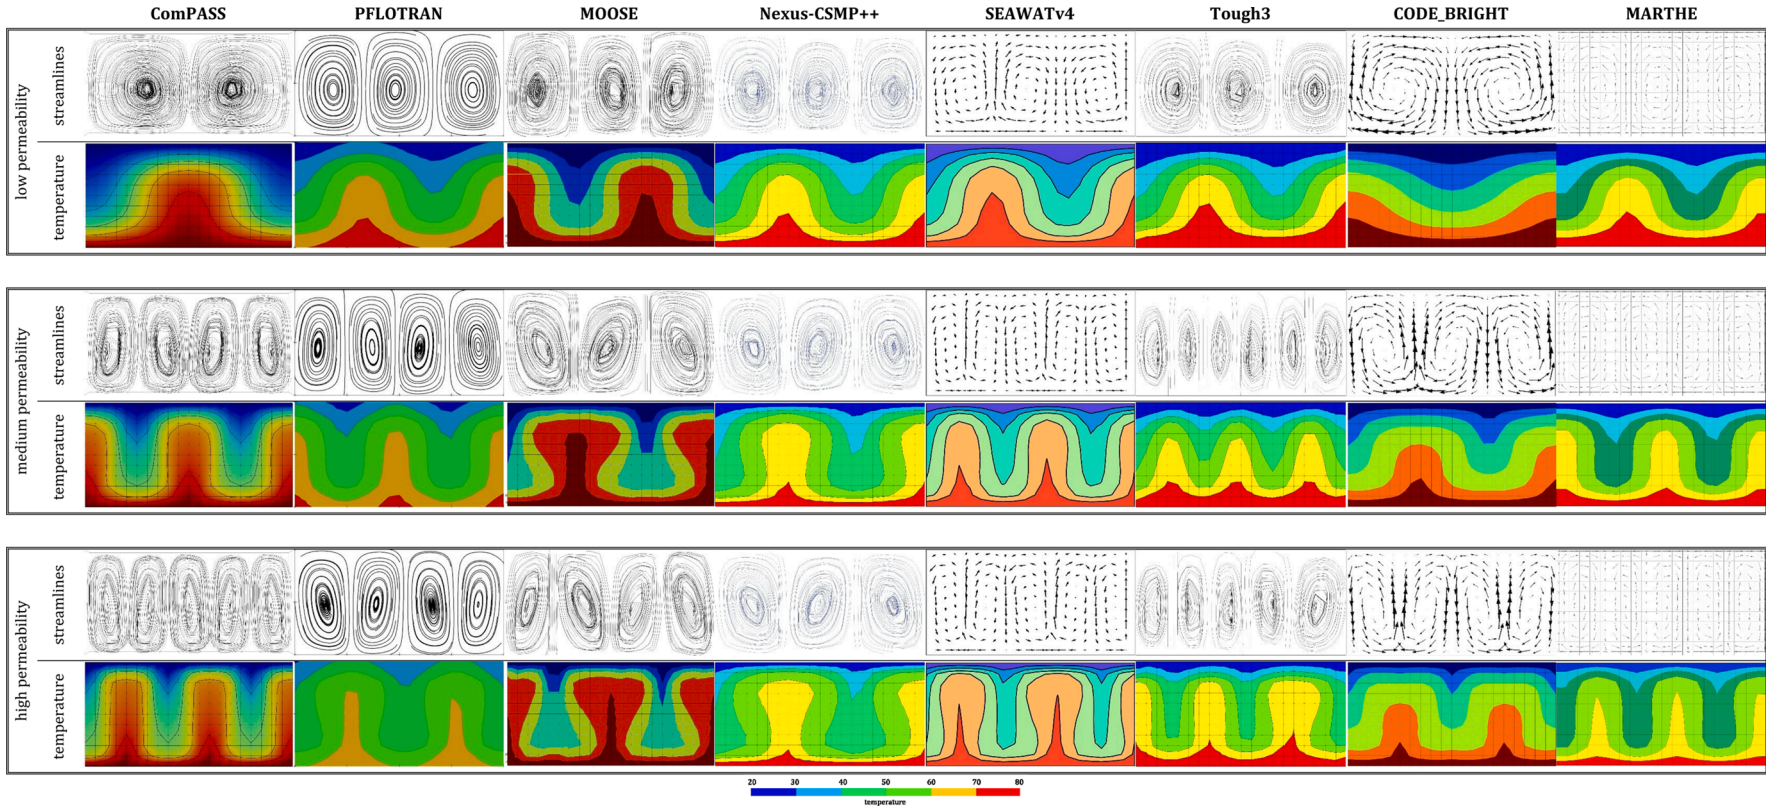 ComPASS PFLOTRAN MOOSE Nexus-CSMP++ SEAWATv4 Tough3 CODE_BRIGHT MARTHE
low permeability
streamlines
temperature
medium permeability
streamlines
temperature
high permeability
streamlines
temperature
20 30 40 50 60 70 80
temperature